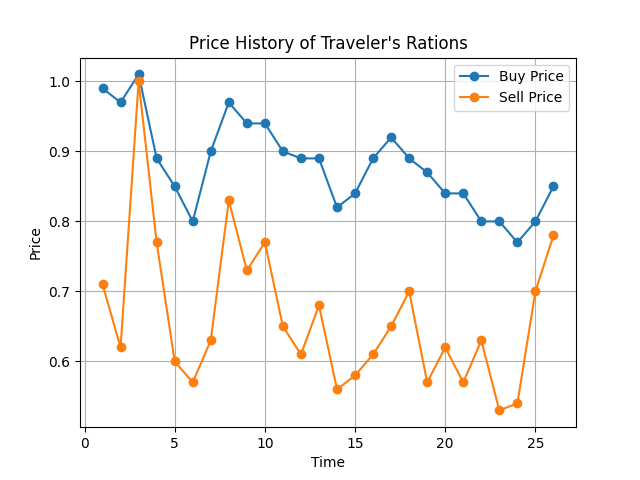 Price History of Traveler's Rations
Buy Price
Sell Price
1.0
0.9
0.8
0.7
0.6
Price
0 5 10 15 20 25
Time